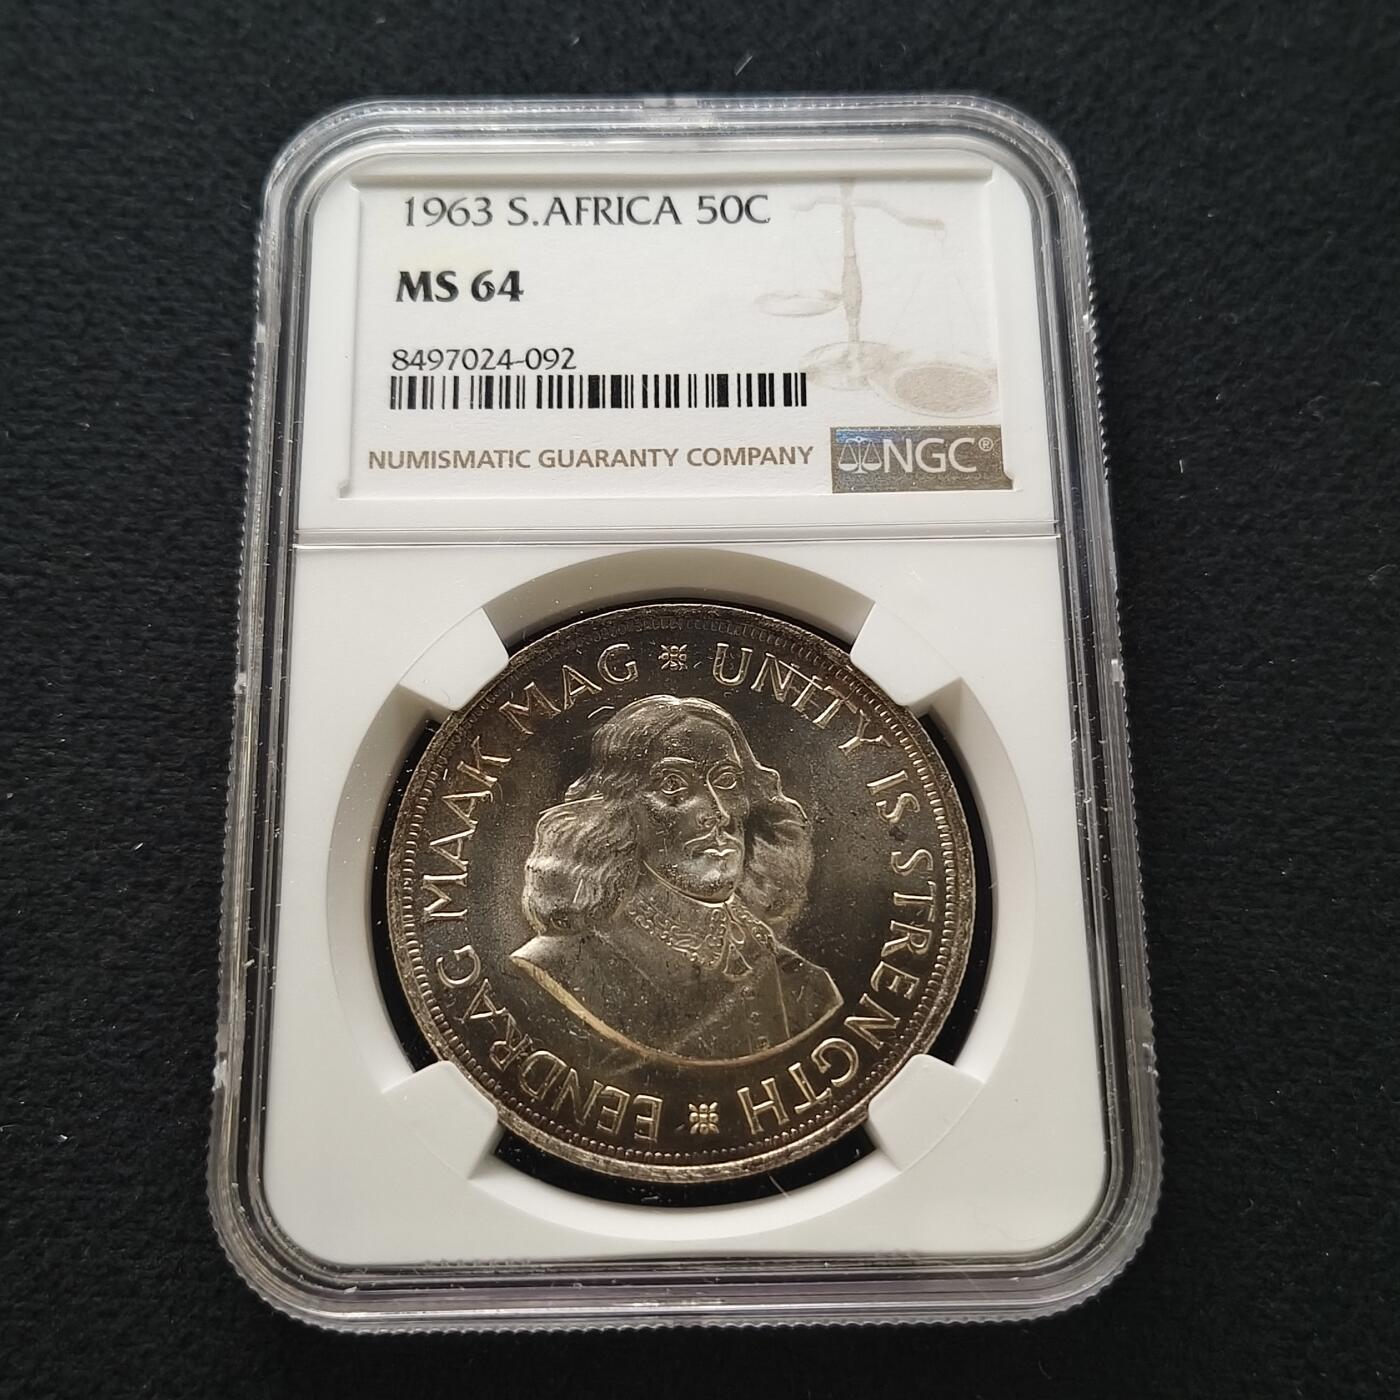 1963 S.AFRICA 50C
MS 64
8497024-092
NUMISMATIC GUARANTY COMPANY
NGC®
EENDRAG MAAK MAG UNITY IS STRENGTH